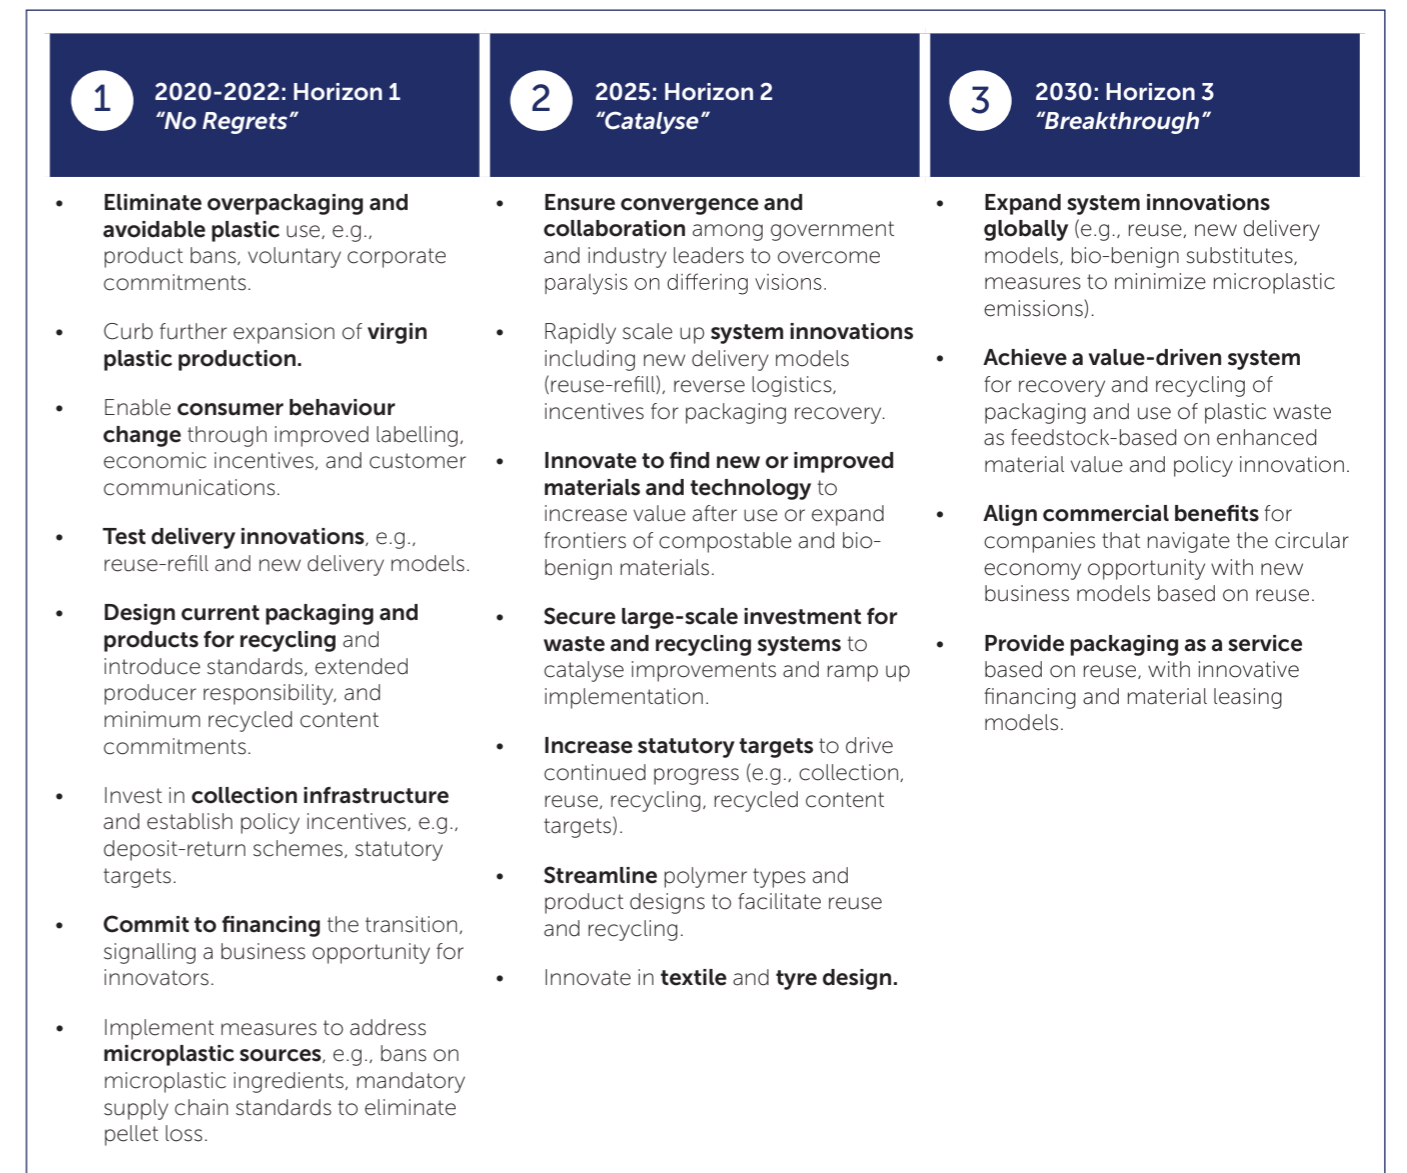 1
2020-2022: Horizon 1
“No Regrets”
• Eliminate overpackaging and
avoidable plastic use, e.g.,
product bans, voluntary corporate
commitments.
• Curb further expansion of virgin
plastic production.
• Enable consumer behaviour
change through improved labelling,
economic incentives, and customer
communications.
• Test delivery innovations, e.g.,
reuse-refill and new delivery models.
• Design current packaging and
products for recycling and
introduce standards, extended
producer responsibility, and
minimum recycled content
commitments.
• Invest in collection infrastructure
and establish policy incentives, e.g.,
deposit-return schemes, statutory
targets.
• Commit to financing the transition,
signalling a business opportunity for
innovators.
• Implement measures to address
microplastic sources, e.g., bans on
microplastic ingredients, mandatory
supply chain standards to eliminate
pellet loss.
2
2025: Horizon 2
“Catalyse”
• Ensure convergence and
collaboration among government
and industry leaders to overcome
paralysis on differing visions.
• Rapidly scale up system innovations
including new delivery models
(reuse-refill), reverse logistics,
incentives for packaging recovery.
• Innovate to find new or improved
materials and technology to
increase value after use or expand
frontiers of compostable and bio-
benign materials.
• Secure large-scale investment for
waste and recycling systems to
catalyse improvements and ramp up
implementation.
• Increase statutory targets to drive
continued progress (e.g., collection,
reuse, recycling, recycled content
targets).
• Streamline polymer types and
product designs to facilitate reuse
and recycling.
• Innovate in textile and tyre design.
3
2030: Horizon 3
“Breakthrough”
• Expand system innovations
globally (e.g., reuse, new delivery
models, bio-benign substitutes,
measures to minimize microplastic
emissions).
• Achieve a value-driven system
for recovery and recycling of
packaging and use of plastic waste
as feedstock-based on enhanced
material value and policy innovation.
• Align commercial benefits for
companies that navigate the circular
economy opportunity with new
business models based on reuse.
• Provide packaging as a service
based on reuse, with innovative
financing and material leasing
models.